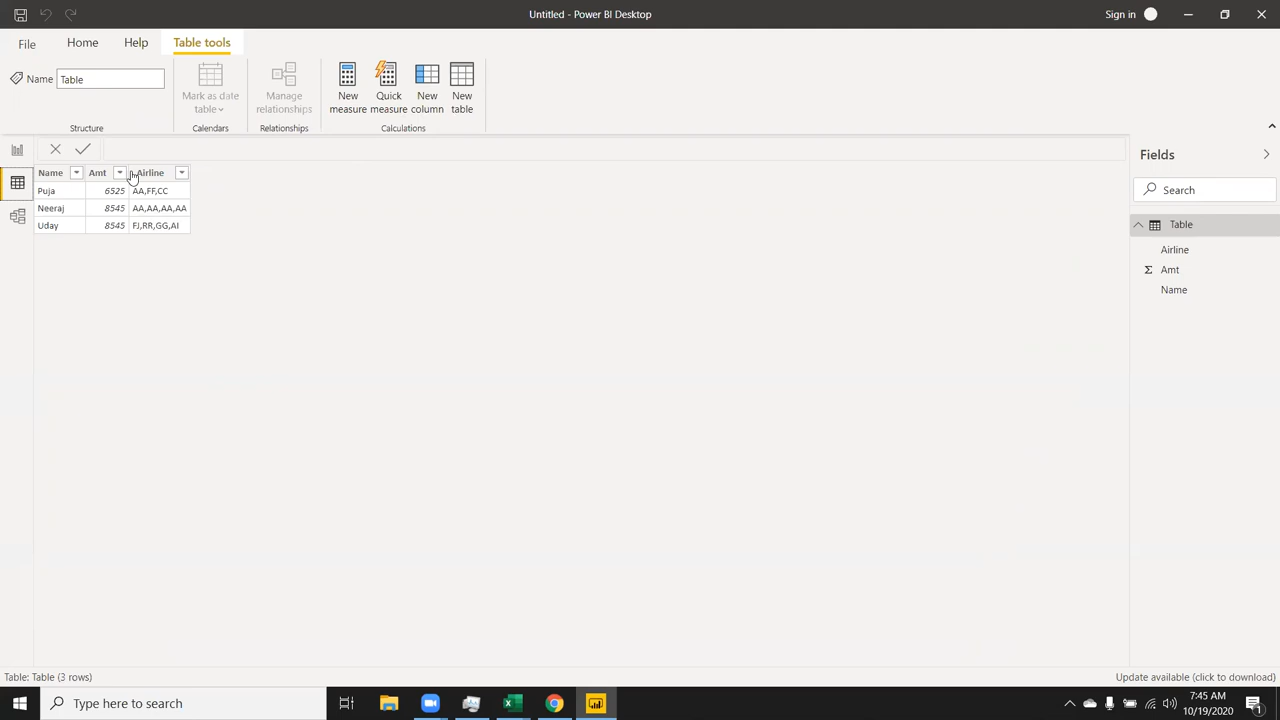 Untitled - Power BI Desktop
Sign in
File
Home
Help
Table tools
Name
Table
Mark as date table
Manage relationships
New measure
Quick measure
New column
New table
Structure
Calendars
Relationships
Calculations
Name Amt Airline
Puja 6525 AA,FF,CC
Neeraj 8545 AA,AA,AA,AA
Uday 8545 FJ,RR,GG,AI
Fields
Search
Table
Airline
Σ Amt
Name
Table: Table (3 rows)
Update available (click to download)
Type here to search
7:45 AM
10/19/2020
1